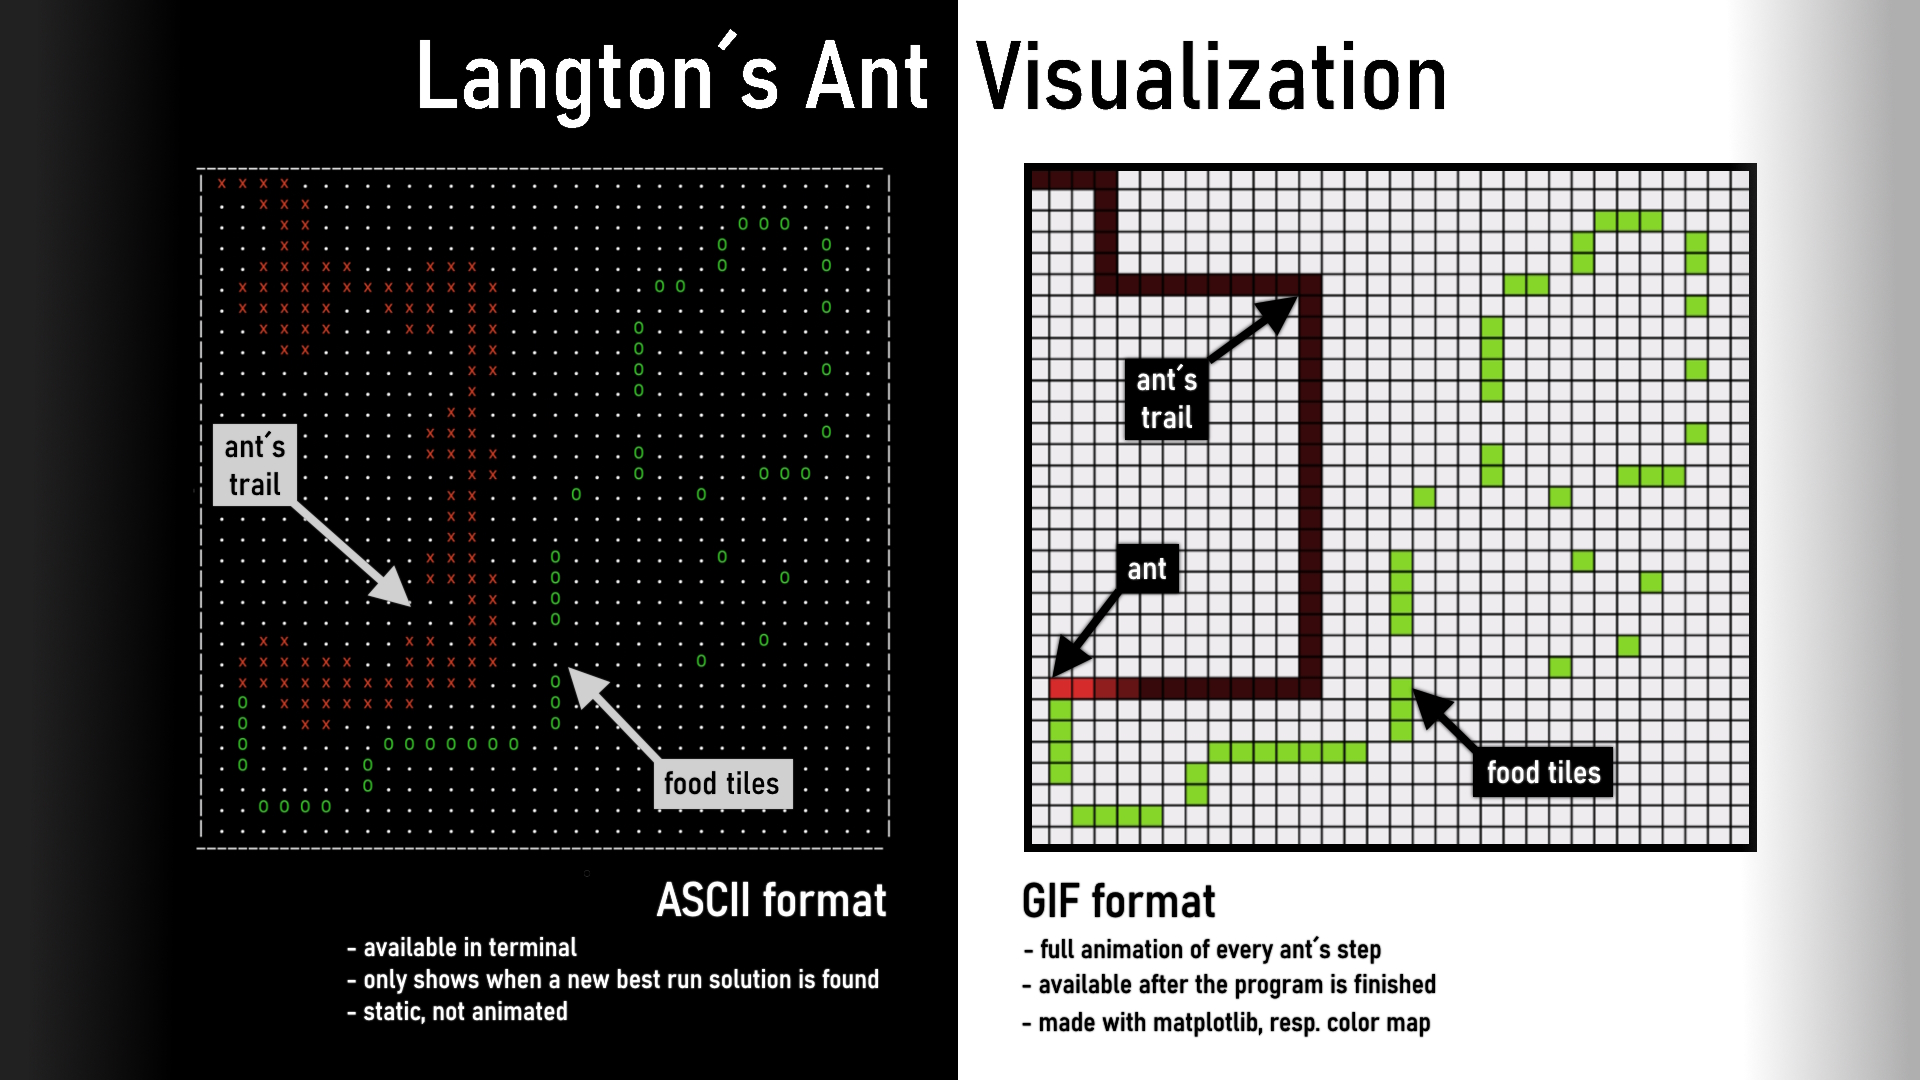 Langton´s Ant Visualization
ant´s
trail
food tiles
ASCII format
- available in terminal
- only shows when a new best run solution is found
- static, not animated
ant´s
trail
ant
food tiles
GIF format
- full animation of every ant´s step
- available after the program is finished
- made with matplotlib, resp. color map